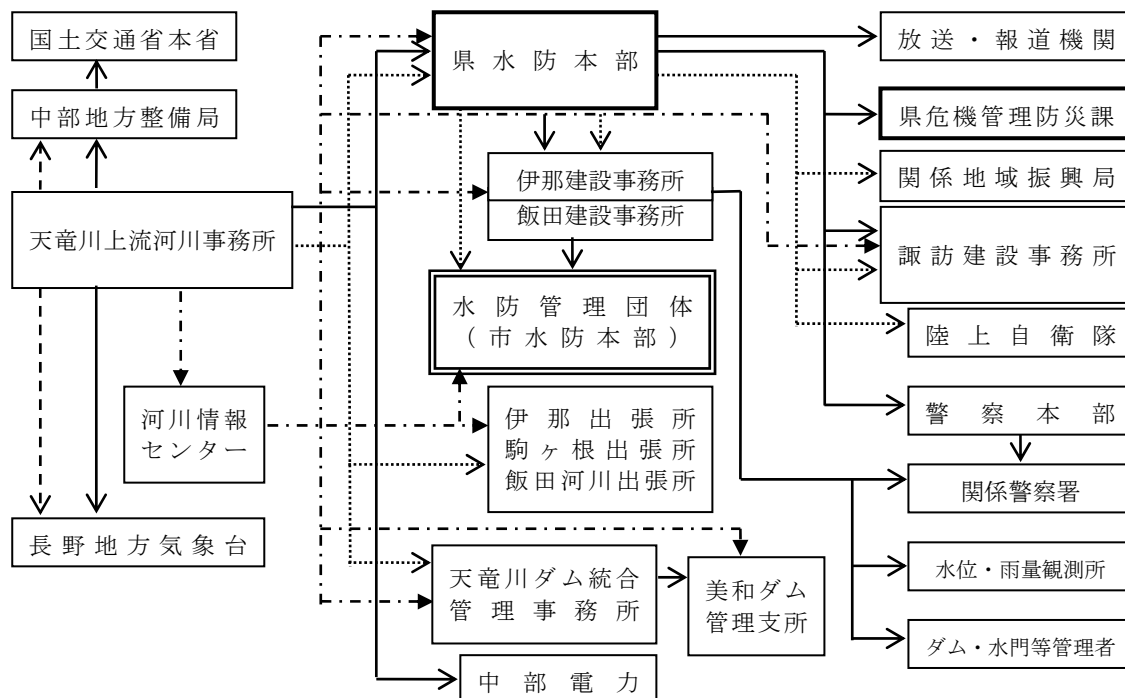 国土交通省本省
中部地方整備局
天竜川上流河川事務所
河川情報
センター
長野地方気象台
県水防本部
伊那建設事務所
飯田建設事務所
水防管理団体
(市水防本部)
伊那出張所
駒ヶ根出張所
飯田河川出張所
天竜川ダム統合
管理事務所
美和ダム
管理支所
中部電力
放送・報道機関
県危機管理防災課
関係地域振興局
諏訪建設事務所
陸上自衛隊
警察本部
関係警察署
水位・雨量観測所
ダム・水門等管理者